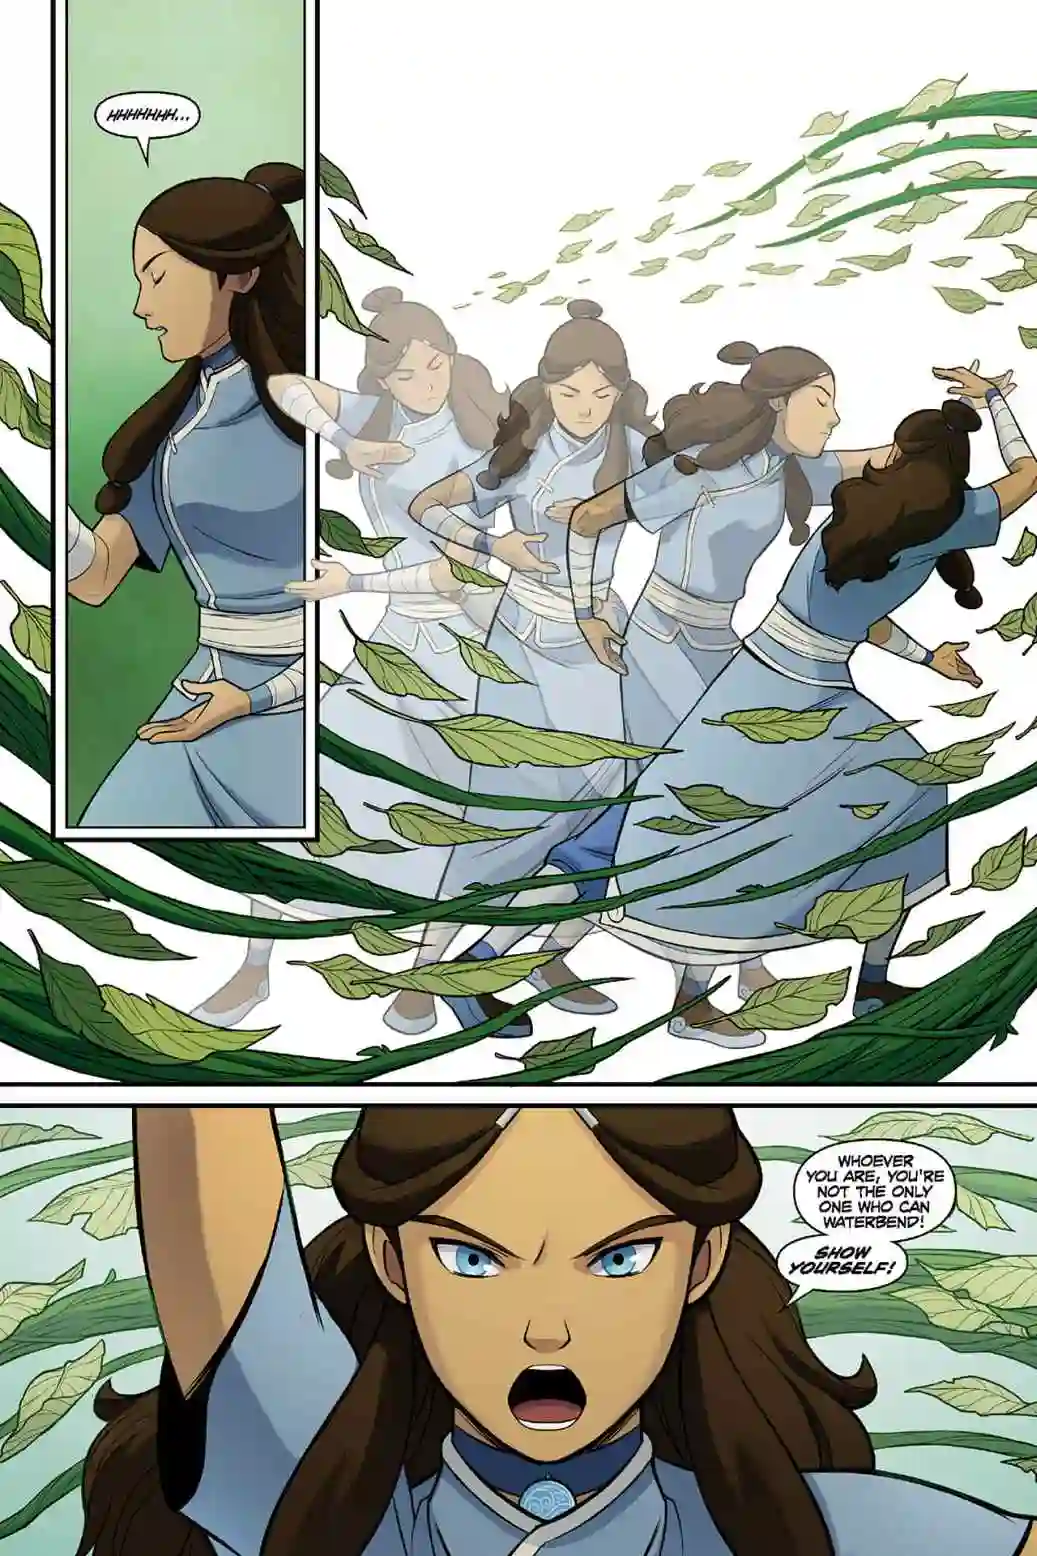 HHHHHHH...
WHOEVER
YOU ARE, YOU'RE
NOT THE ONLY
ONE WHO CAN
WATERBEND!
SHOW
YOURSELF!